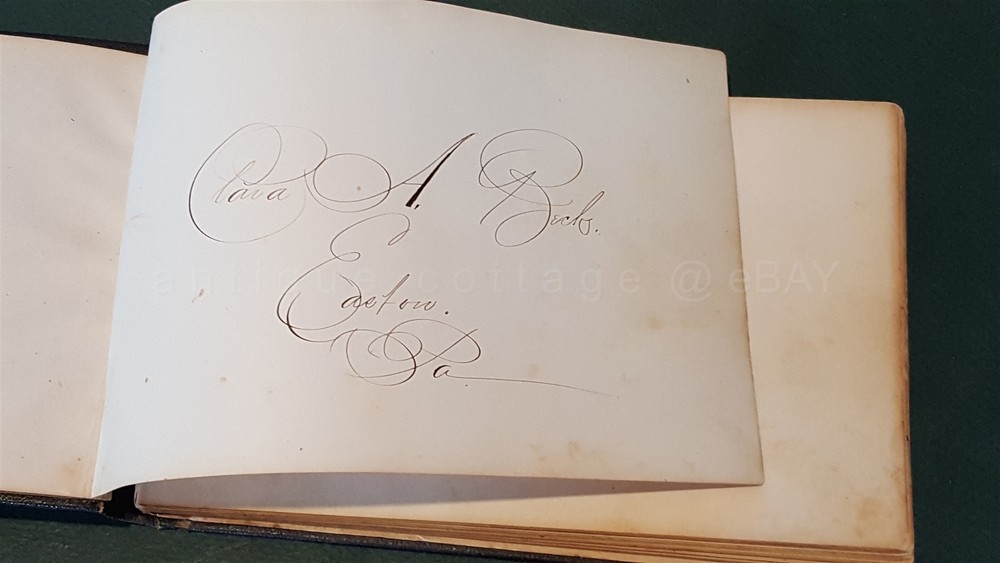 Clara A. Beck.
Easton.
Pa.
antique cottage @ eBAY